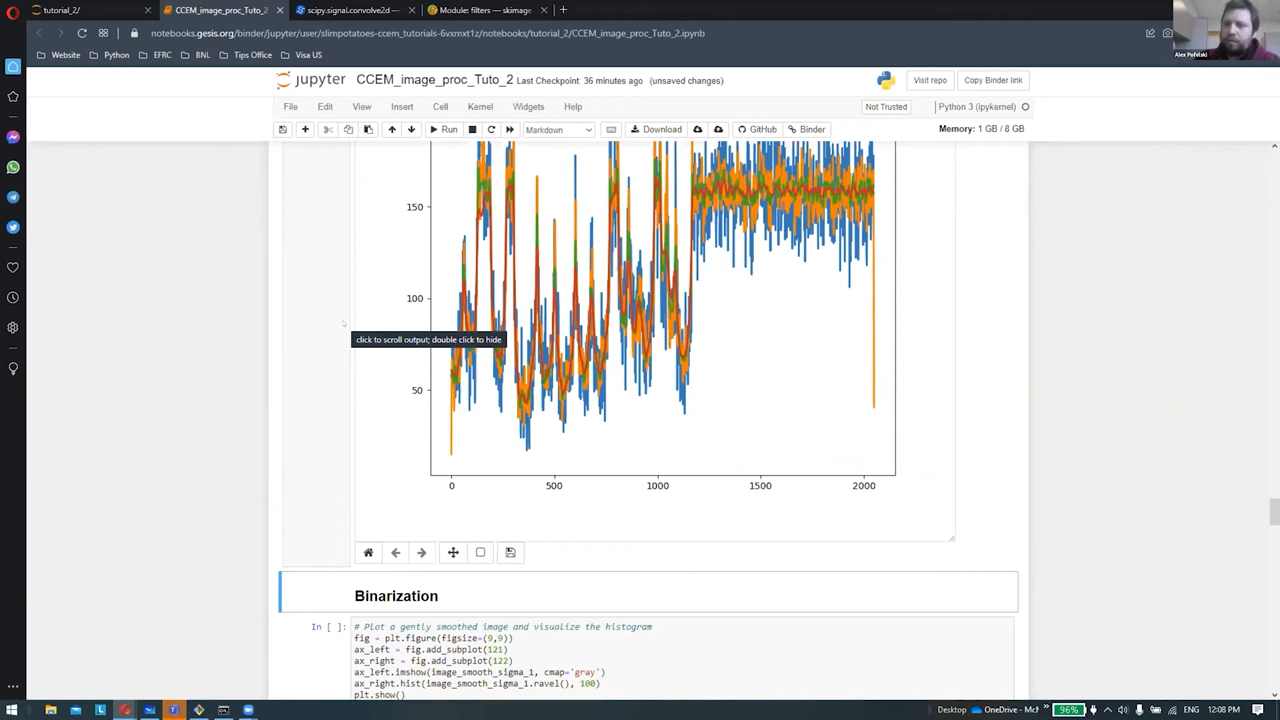 tutorial_2/
CCEM_image_proc_Tuto_2
scipy.signal.convolve2d —
Module: filters — skimage
notebooks.gesis.org/binder/jupyter/user/slimpotatoes-ccem_tutorials-6vxmxt1z/notebooks/tutorial_2/CCEM_image_proc_Tuto_2.ipynb
Alex Pofelski
Website
Python
EFRC
BNL
Tips Office
Visa US
jupyter
CCEM_image_proc_Tuto_2
Last Checkpoint: 36 minutes ago
(unsaved changes)
Visit repo
Copy Binder link
File
Edit
View
Insert
Cell
Kernel
Widgets
Help
Not Trusted
Python 3 (ipykernel)
Run
Markdown
Download
GitHub
Binder
Memory: 1 GB / 8 GB
150
100
50
click to scroll output; double click to hide
0
500
1000
1500
2000
Binarization
In [ ]:
# Plot a gently smoothed image and visualize the histogram
fig = plt.figure(figsize=(9,9))
ax_left = fig.add_subplot(121)
ax_right = fig.add_subplot(122)
ax_left.imshow(image_smooth_sigma_1, cmap='gray')
ax_right.hist(image_smooth_sigma_1.ravel(), 100)
plt.show()
Desktop
OneDrive - McM
96%
12:08 PM